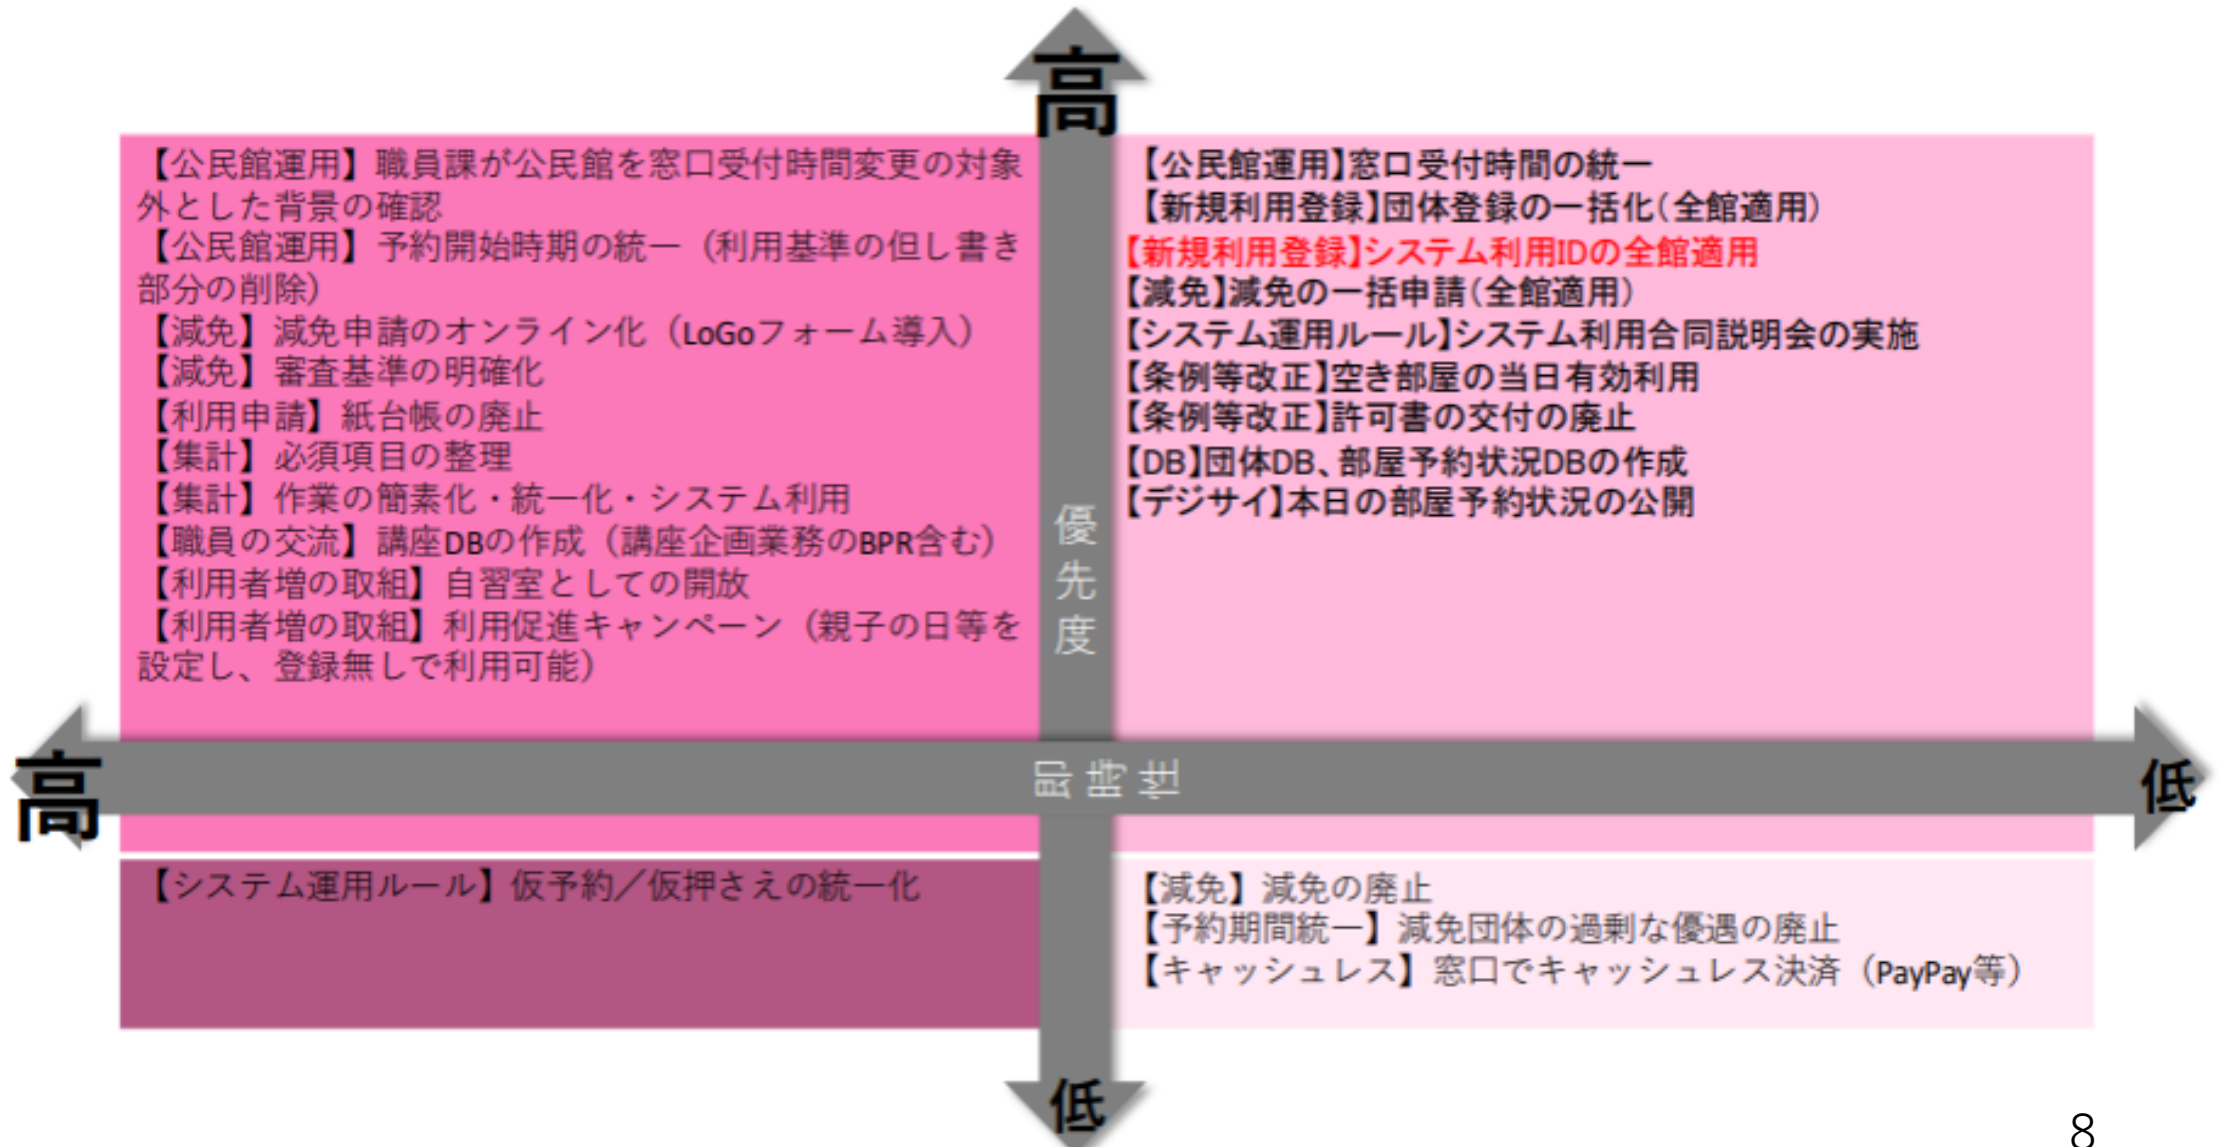 高
【公民館運用】職員課が公民館を窓口受付時間変更の対象
外とした背景の確認
【公民館運用】予約開始時期の統一（利用基準の但し書き
部分の削除）
【減免】減免申請のオンライン化（LoGoフォーム導入）
【減免】審査基準の明確化
【利用申請】紙台帳の廃止
【集計】必須項目の整理
【集計】作業の簡素化・統一化・システム利用
【職員の交流】講座DBの作成（講座企画業務のBPR含む）
【利用者増の取組】自習室としての開放
【利用者増の取組】利用促進キャンペーン（親子の日等を
設定し、登録無しで利用可能）
優先度
【公民館運用】窓口受付時間の統一
【新規利用登録】団体登録の一括化（全館適用）
【新規利用登録】システム利用IDの全館適用
【減免】減免の一括申請（全館適用）
【システム運用ルール】システム利用合同説明会の実施
【条例等改正】空き部屋の当日有効利用
【条例等改正】許可書の交付の廃止
【DB】団体DB、部屋予約状況DBの作成
【デジサイ】本日の部屋予約状況の公開
高
即時性
低
【システム運用ルール】仮予約／仮押さえの統一化
【減免】減免の廃止
【予約期間統一】減免団体の過剰な優遇の廃止
【キャッシュレス】窓口でキャッシュレス決済（PayPay等）
低
8